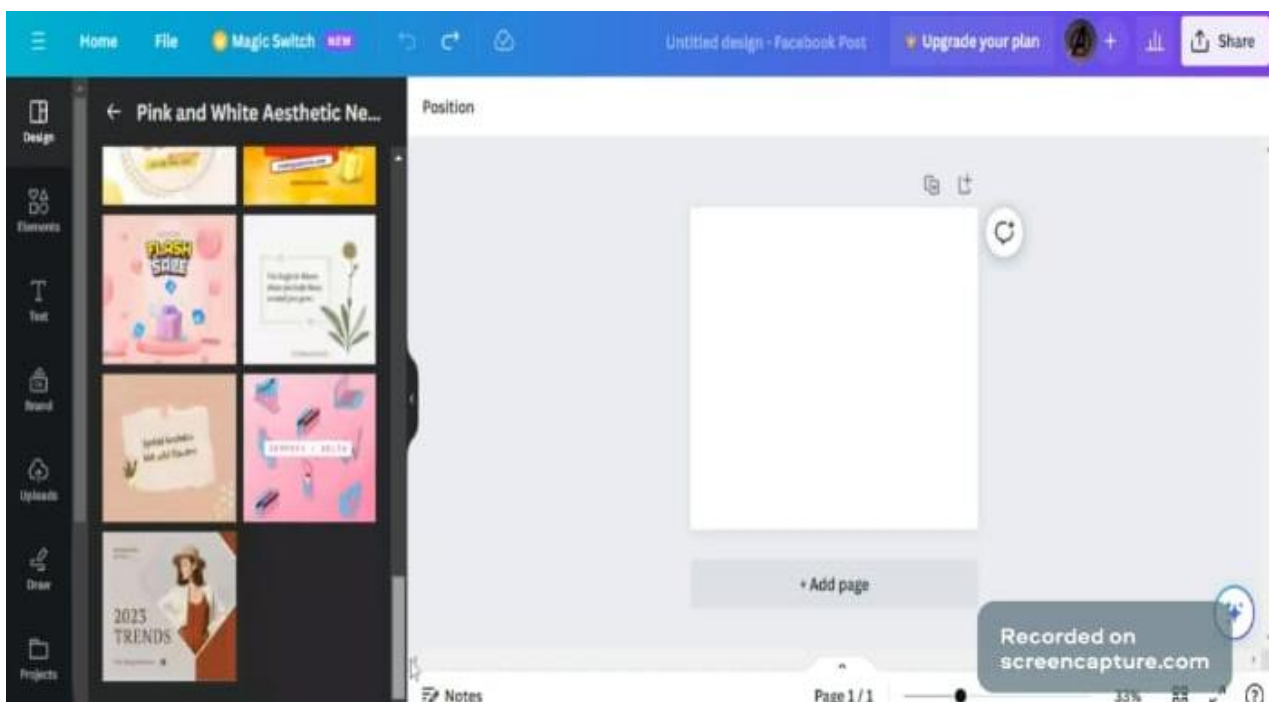 Home File Magic Switch NEW Untitled design - Facebook Post Upgrade your plan + Share
Design
Elements
Text
Brand
Uploads
Draw
Projects
← Pink and White Aesthetic Ne...
FLASH
SALE
2023
TRENDS
Position
+ Add page
Recorded on
screencapture.com
Notes Page 1 / 1 33%